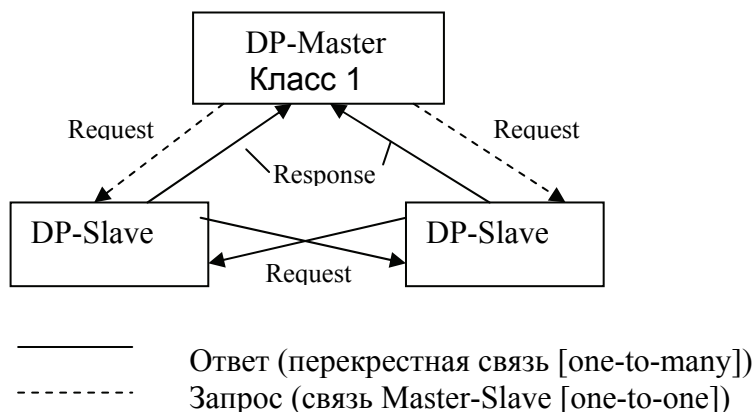 DP-Master
Класс 1
Request
Request
Response
DP-Slave
DP-Slave
Request
Ответ (перекрестная связь [one-to-many])
Запрос (связь Master-Slave [one-to-one])